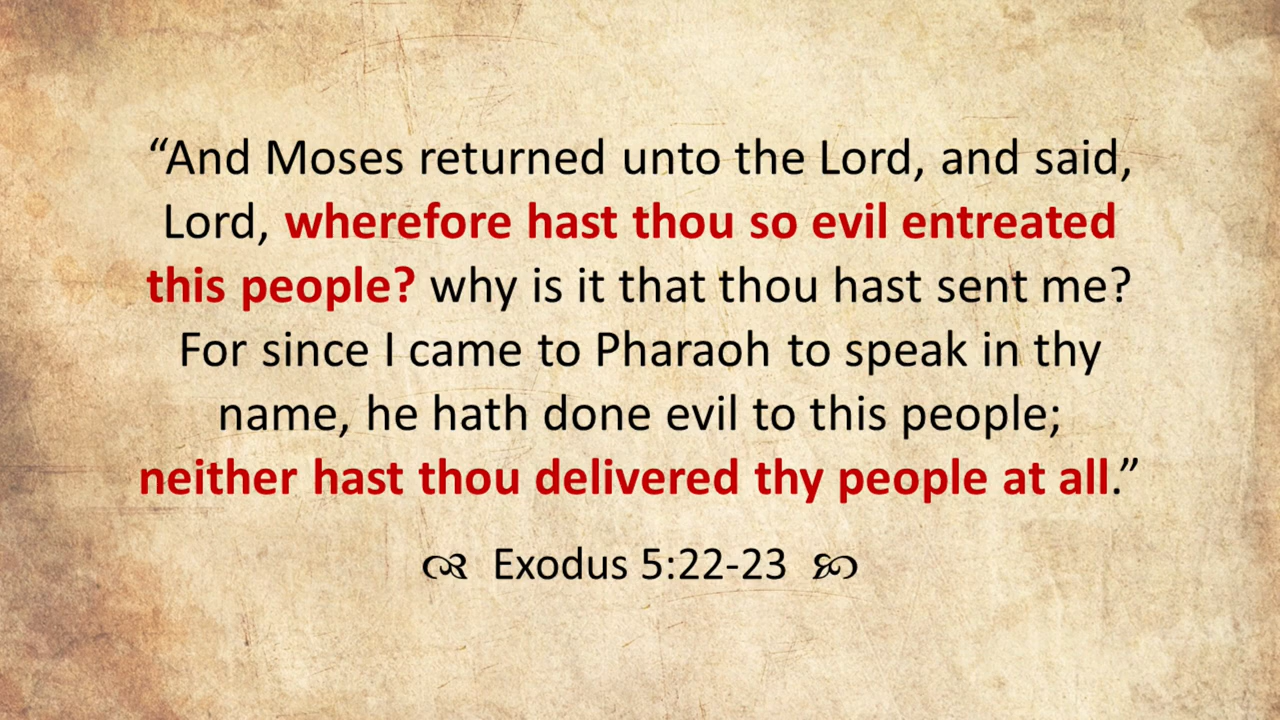 “And Moses returned unto the Lord, and said,
Lord, wherefore hast thou so evil entreated
this people? why is it that thou hast sent me?
For since I came to Pharaoh to speak in thy
name, he hath done evil to this people;
neither hast thou delivered thy people at all.”
Exodus 5:22-23